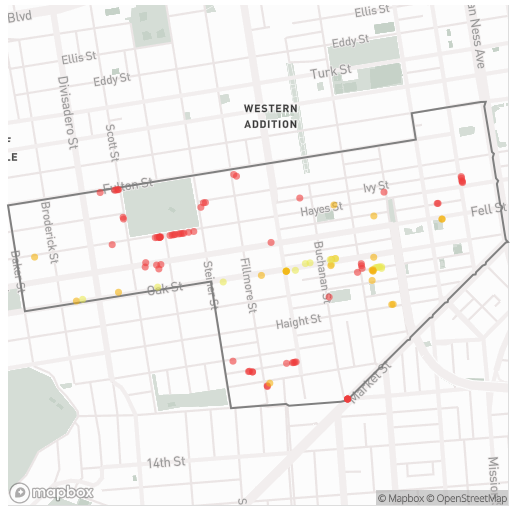 Blvd
Ellis St
Ellis St
Eddy St
Eddy St
Turk St
an Ness Ave
Divisadero St
Scott St
WESTERN
ADDITION
F
LE
Fulton St
Ivy St
Hayes St
Fell St
Broderick St
Baker St
Steiner St
Fillmore St
Buchanan St
Oak St
Haight St
Market St
14th St
S
Mission
mapbox
© Mapbox © OpenStreetMap